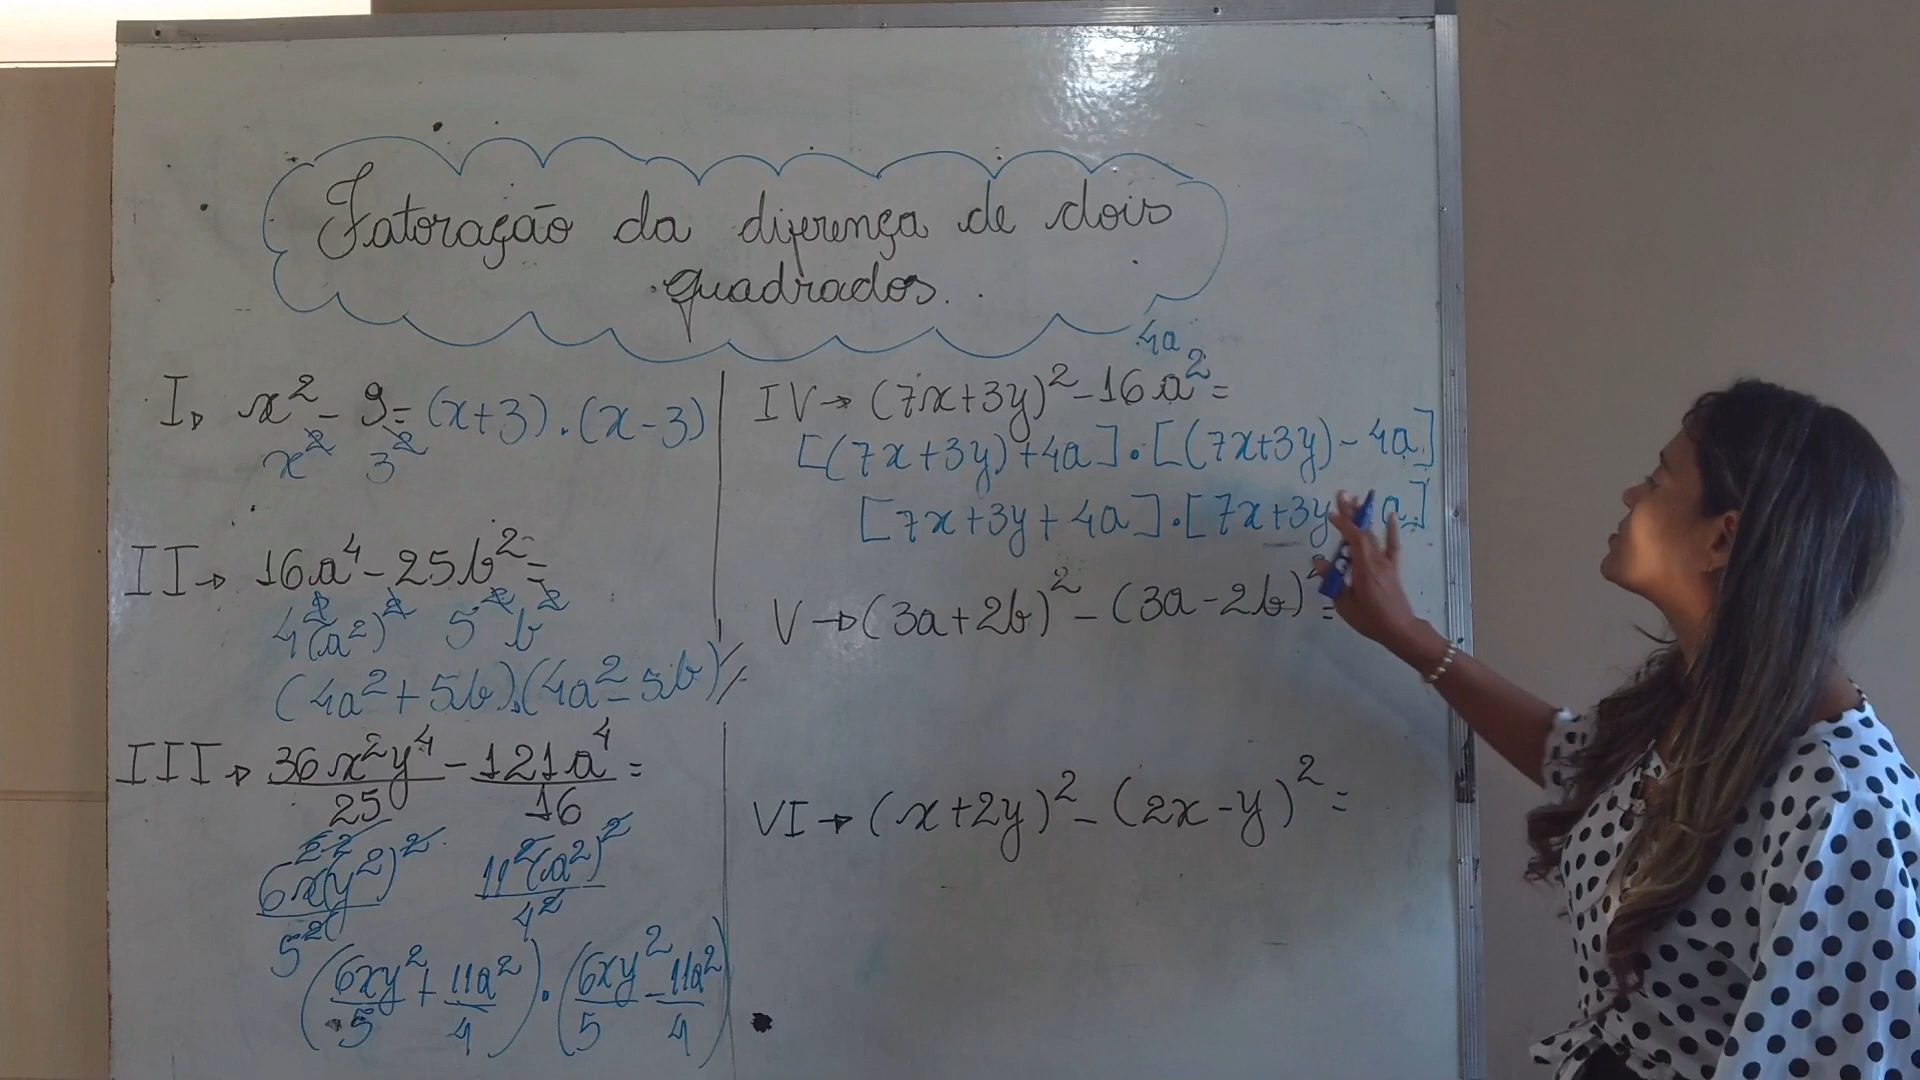 Fatoração da diferença de dois
quadrados.
I→ x² - 9 = (x+3).(x-3)
x² 3²
II→ 16a⁴ - 25b² =
4²(a²)² 5²b²
(4a²+5b).(4a²-5b)//
III→ 36x²y⁴/25 - 121a⁴/16 =
6²x²(y²)²/5² 11²(a²)²/4²
(6xy²/5 + 11a²/4).(6xy²/5 - 11a²/4)
4a
IV→ (7x+3y)² - 16a² =
[(7x+3y)+4a].[(7x+3y)-4a]
[7x+3y+4a].[7x+3y a]
V→ (3a+2b)² - (3a-2b)² =
VI→ (x+2y)² - (2x-y)² =